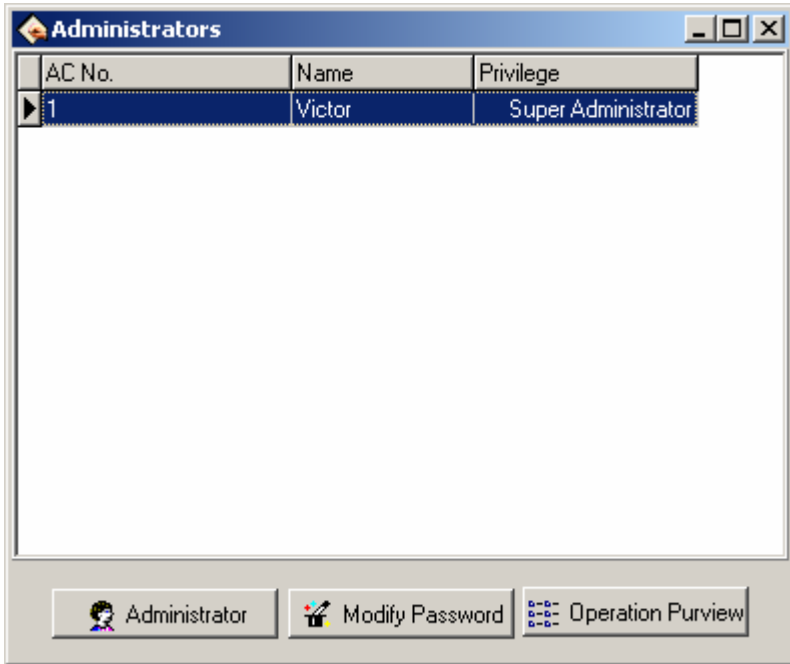 Administrators
AC No. Name Privilege
1 Victor Super Administrator
Administrator Modify Password Operation Purview